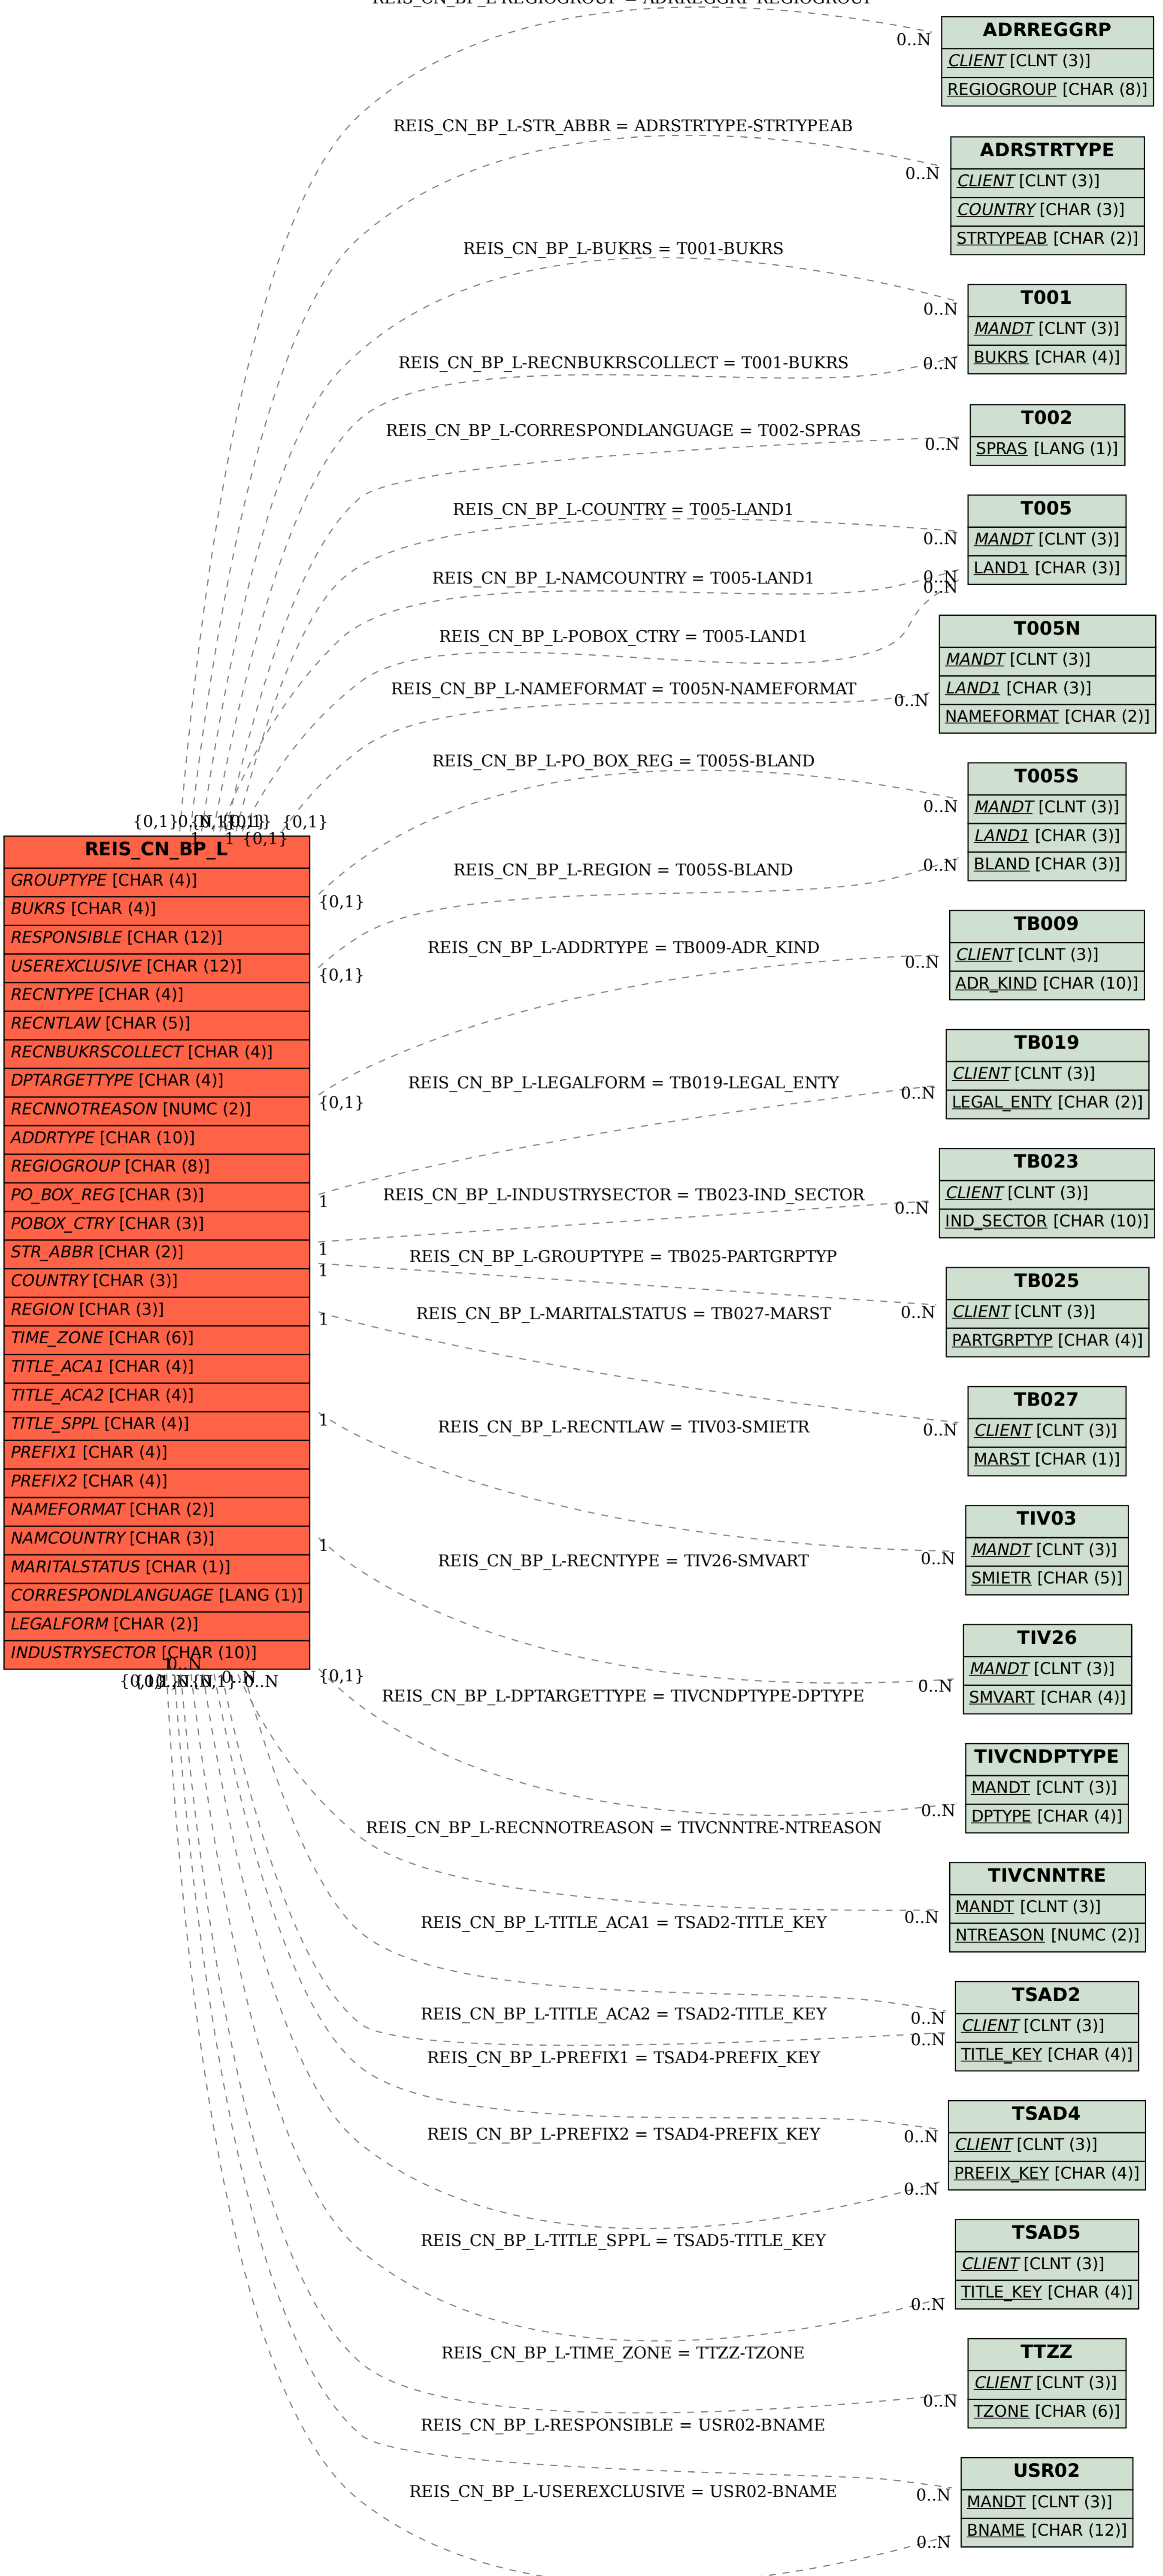 REIS_CN_BP_L-REGIOGROUP = ADRREGGRP-REGIOGROUP
0..N
ADRREGGRP
CLIENT [CLNT (3)]
REGIOGROUP [CHAR (8)]
REIS_CN_BP_L-STR_ABBR = ADRSTRTYPE-STRTYPEAB
0..N
ADRSTRTYPE
CLIENT [CLNT (3)]
COUNTRY [CHAR (3)]
STRTYPEAB [CHAR (2)]
REIS_CN_BP_L-BUKRS = T001-BUKRS
0..N
T001
MANDT [CLNT (3)]
BUKRS [CHAR (4)]
REIS_CN_BP_L-RECNBUKRSCOLLECT = T001-BUKRS
0..N
REIS_CN_BP_L-CORRESPONDLANGUAGE = T002-SPRAS
0..N
T002
SPRAS [LANG (1)]
REIS_CN_BP_L-COUNTRY = T005-LAND1
0..N
T005
MANDT [CLNT (3)]
LAND1 [CHAR (3)]
REIS_CN_BP_L-NAMCOUNTRY = T005-LAND1
0..N
0..N
REIS_CN_BP_L-POBOX_CTRY = T005-LAND1
REIS_CN_BP_L-NAMEFORMAT = T005N-NAMEFORMAT
0..N
T005N
MANDT [CLNT (3)]
LAND1 [CHAR (3)]
NAMEFORMAT [CHAR (2)]
REIS_CN_BP_L-PO_BOX_REG = T005S-BLAND
0..N
T005S
MANDT [CLNT (3)]
LAND1 [CHAR (3)]
BLAND [CHAR (3)]
REIS_CN_BP_L-REGION = T005S-BLAND
0..N
{0,1}
{0,1}
1
1
{0,1}
REIS_CN_BP_L
GROUPTYPE [CHAR (4)]
BUKRS [CHAR (4)]
RESPONSIBLE [CHAR (12)]
USEREXCLUSIVE [CHAR (12)]
RECNTYPE [CHAR (4)]
RECNTLAW [CHAR (5)]
RECNBUKRSCOLLECT [CHAR (4)]
DPTARGETTYPE [CHAR (4)]
RECNNOTREASON [NUMC (2)]
ADDRTYPE [CHAR (10)]
REGIOGROUP [CHAR (8)]
PO_BOX_REG [CHAR (3)]
POBOX_CTRY [CHAR (3)]
STR_ABBR [CHAR (2)]
COUNTRY [CHAR (3)]
REGION [CHAR (3)]
TIME_ZONE [CHAR (6)]
TITLE_ACA1 [CHAR (4)]
TITLE_ACA2 [CHAR (4)]
TITLE_SPPL [CHAR (4)]
PREFIX1 [CHAR (4)]
PREFIX2 [CHAR (4)]
NAMEFORMAT [CHAR (2)]
NAMCOUNTRY [CHAR (3)]
MARITALSTATUS [CHAR (1)]
CORRESPONDLANGUAGE [LANG (1)]
LEGALFORM [CHAR (2)]
INDUSTRYSECTOR [CHAR (10)]
0..N
0..N
0..N
{0,1}
{0,1}
REIS_CN_BP_L-ADDRTYPE = TB009-ADR_KIND
{0,1}
0..N
TB009
CLIENT [CLNT (3)]
ADR_KIND [CHAR (10)]
REIS_CN_BP_L-LEGALFORM = TB019-LEGAL_ENTY
1
0..N
TB019
CLIENT [CLNT (3)]
LEGAL_ENTY [CHAR (2)]
REIS_CN_BP_L-INDUSTRYSECTOR = TB023-IND_SECTOR
1
0..N
TB023
CLIENT [CLNT (3)]
IND_SECTOR [CHAR (10)]
REIS_CN_BP_L-GROUPTYPE = TB025-PARTGRPTYP
1
0..N
TB025
CLIENT [CLNT (3)]
PARTGRPTYP [CHAR (4)]
REIS_CN_BP_L-MARITALSTATUS = TB027-MARST
1
0..N
TB027
CLIENT [CLNT (3)]
MARST [CHAR (1)]
REIS_CN_BP_L-RECNTLAW = TIV03-SMIETR
1
0..N
TIV03
MANDT [CLNT (3)]
SMIETR [CHAR (5)]
REIS_CN_BP_L-RECNTYPE = TIV26-SMVART
1
0..N
TIV26
MANDT [CLNT (3)]
SMVART [CHAR (4)]
REIS_CN_BP_L-DPTARGETTYPE = TIVCNDPTYPE-DPTYPE
{0,1}
0..N
TIVCNDPTYPE
MANDT [CLNT (3)]
DPTYPE [CHAR (4)]
REIS_CN_BP_L-RECNNOTREASON = TIVCNNTRE-NTREASON
0..N
TIVCNNTRE
MANDT [CLNT (3)]
NTREASON [NUMC (2)]
REIS_CN_BP_L-TITLE_ACA1 = TSAD2-TITLE_KEY
0..N
TSAD2
CLIENT [CLNT (3)]
TITLE_KEY [CHAR (4)]
REIS_CN_BP_L-TITLE_ACA2 = TSAD2-TITLE_KEY
0..N
REIS_CN_BP_L-PREFIX1 = TSAD4-PREFIX_KEY
0..N
TSAD4
CLIENT [CLNT (3)]
PREFIX_KEY [CHAR (4)]
REIS_CN_BP_L-PREFIX2 = TSAD4-PREFIX_KEY
0..N
REIS_CN_BP_L-TITLE_SPPL = TSAD5-TITLE_KEY
0..N
TSAD5
CLIENT [CLNT (3)]
TITLE_KEY [CHAR (4)]
REIS_CN_BP_L-TIME_ZONE = TTZZ-TZONE
0..N
TTZZ
CLIENT [CLNT (3)]
TZONE [CHAR (6)]
REIS_CN_BP_L-RESPONSIBLE = USR02-BNAME
0..N
USR02
MANDT [CLNT (3)]
BNAME [CHAR (12)]
REIS_CN_BP_L-USEREXCLUSIVE = USR02-BNAME
0..N